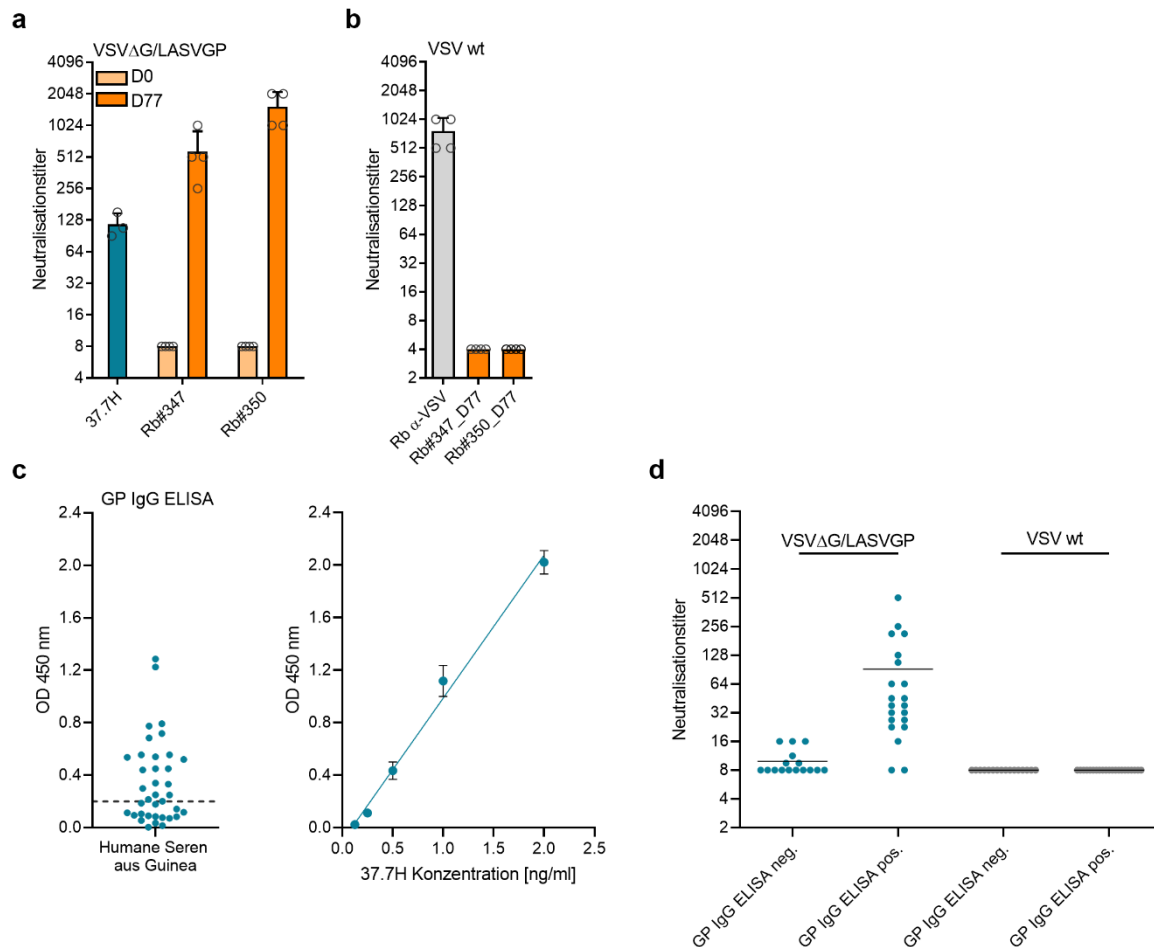 a
VSVΔG/LASVGP
D0
D77
4096
2048
1024
512
256
128
64
32
16
8
4
Neutralisationstiter
37.7H
Rb#347
Rb#350
b
VSV wt
4096
2048
1024
512
256
128
64
32
16
8
4
2
Neutralisationstiter
Rb α-VSV
Rb#347_D77
Rb#350_D77
c
GP IgG ELISA
2.4
2.0
1.6
1.2
0.8
0.4
0.0
OD 450 nm
Humane Seren
aus Guinea
2.4
2.0
1.6
1.2
0.8
0.4
0.0
OD 450 nm
0.0 0.5 1.0 1.5 2.0 2.5
37.7H Konzentration [ng/ml]
d
4096
2048
1024
512
256
128
64
32
16
8
4
2
Neutralisationstiter
VSVΔG/LASVGP
VSV wt
GP IgG ELISA neg.
GP IgG ELISA pos.
GP IgG ELISA neg.
GP IgG ELISA pos.